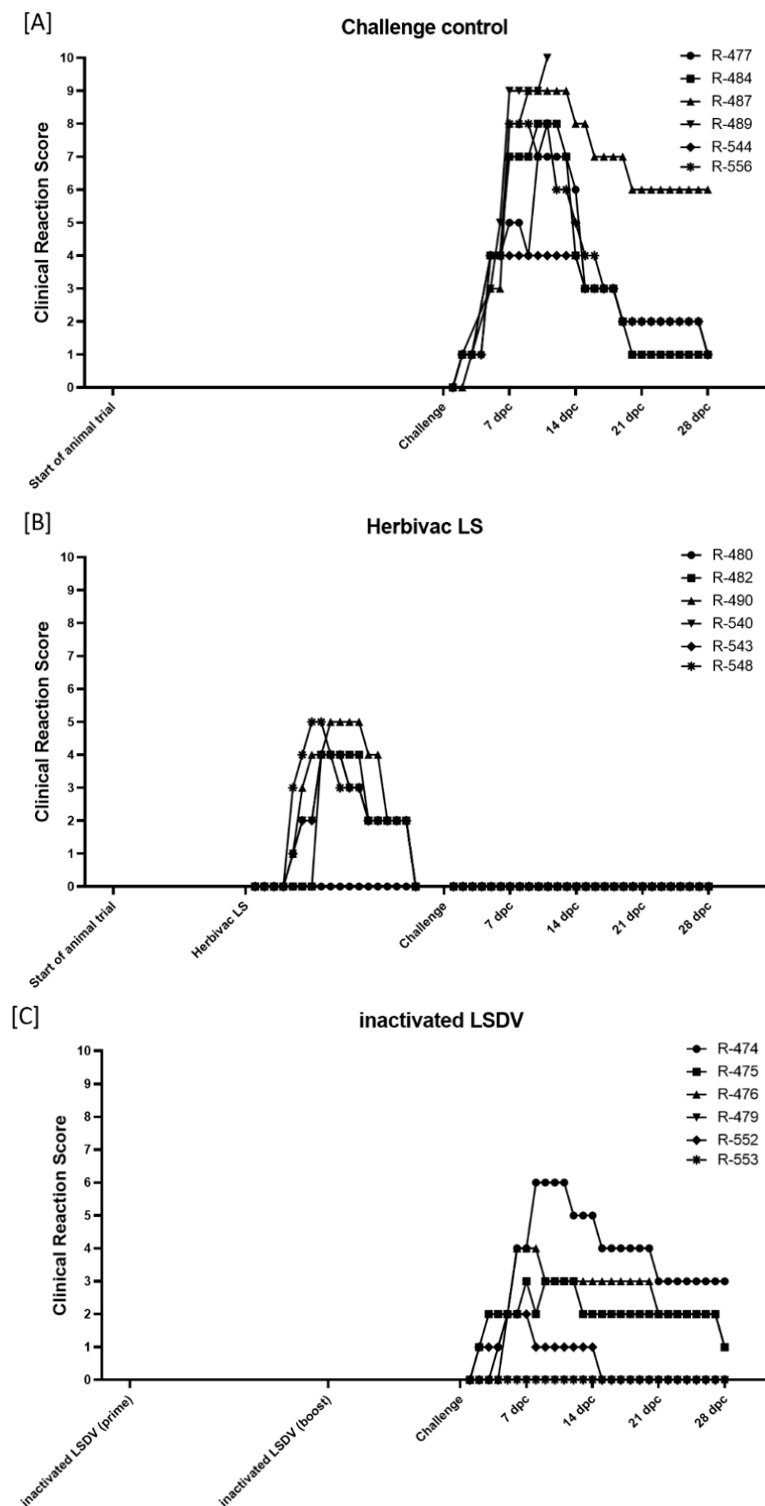 [A]
Challenge control
R-477
R-484
R-487
R-489
R-544
R-556
10
9
8
7
6
5
4
3
2
1
0
Clinical Reaction Score
Start of animal trial
Challenge
7 dpc
14 dpc
21 dpc
28 dpc
[B]
Herbivac LS
R-480
R-482
R-490
R-540
R-543
R-548
10
9
8
7
6
5
4
3
2
1
0
Clinical Reaction Score
Start of animal trial
Herbivac LS
Challenge
7 dpc
14 dpc
21 dpc
28 dpc
[C]
inactivated LSDV
R-474
R-475
R-476
R-479
R-552
R-553
10
9
8
7
6
5
4
3
2
1
0
Clinical Reaction Score
inactivated LSDV (prime)
inactivated LSDV (boost)
Challenge
7 dpc
14 dpc
21 dpc
28 dpc